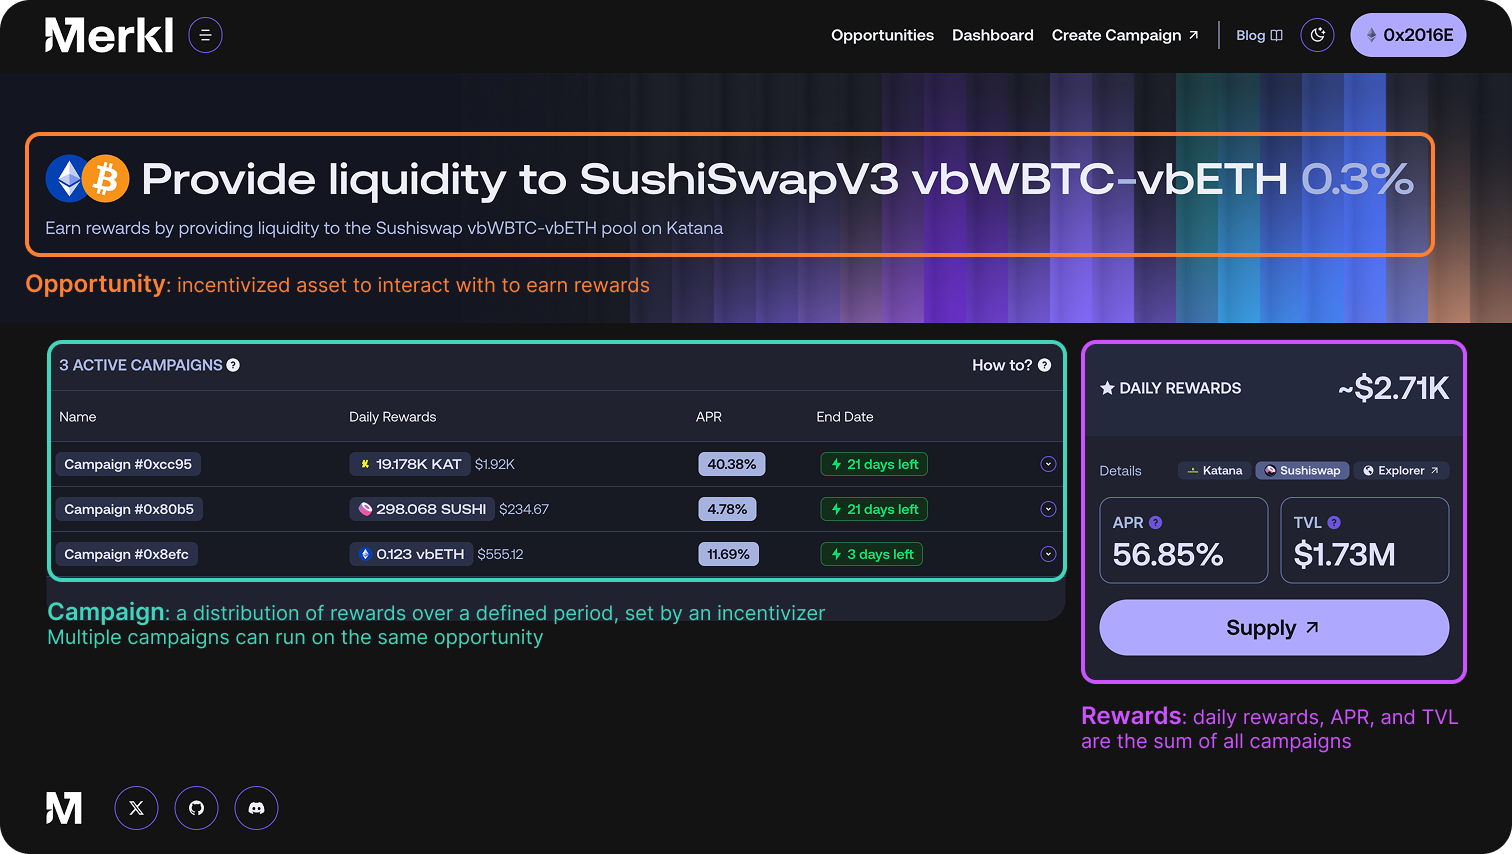 Merkl
Opportunities Dashboard Create Campaign ↗ Blog 0x2016E
Provide liquidity to SushiSwapV3 vbWBTC-vbETH 0.3%
Earn rewards by providing liquidity to the Sushiswap vbWBTC-vbETH pool on Katana
Opportunity: incentivized asset to interact with to earn rewards
3 ACTIVE CAMPAIGNS ? How to? ?
Name Daily Rewards APR End Date
Campaign #0xcc95 19.178K KAT $1.92K 40.38% 21 days left
Campaign #0x80b5 298.068 SUSHI $234.67 4.78% 21 days left
Campaign #0x8efc 0.123 vbETH $555.12 11.69% 3 days left
Campaign: a distribution of rewards over a defined period, set by an incentivizer
Multiple campaigns can run on the same opportunity
★ DAILY REWARDS ~$2.71K
Details Katana Sushiswap Explorer ↗
APR ? TVL ?
56.85% $1.73M
Supply ↗
Rewards: daily rewards, APR, and TVL
are the sum of all campaigns
M X